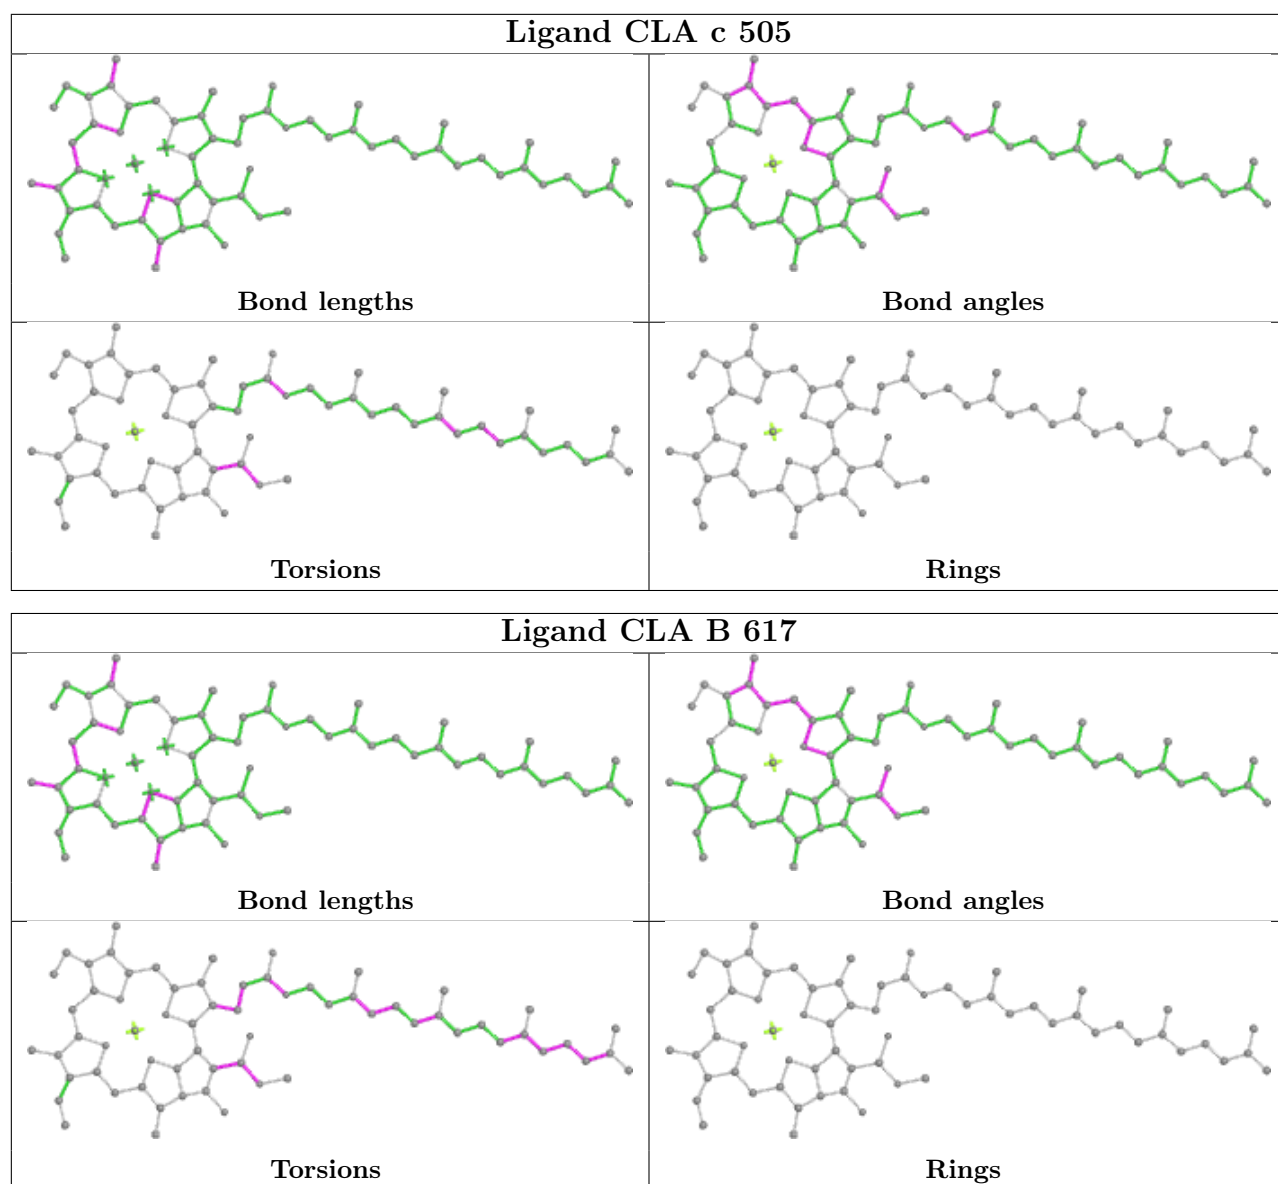 Ligand CLA c 505
Bond lengths
Bond angles
Torsions
Rings
Ligand CLA B 617
Bond lengths
Bond angles
Torsions
Rings